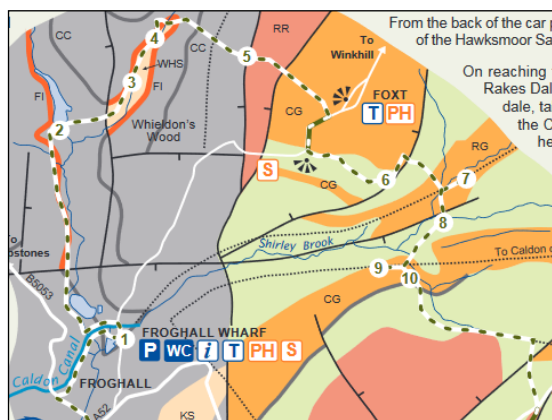 From the back of the car p
of the Hawksmoor Sa
On reaching
Rakes Dal
dale, ta
the C
he
CC
4
CC
RR
5
To
Winkhill
WHS
3
FI
FI
2
Whieldon's
Wood
CG
FOXT
T PH
S
CG
6
RG
7
8
Shirley Brook
To Caldon
9
10
o
pstones
B5053
CG
1
FROGHALL WHARF
P WC i T PH S
Caldon Canal
FROGHALL
A52
KS